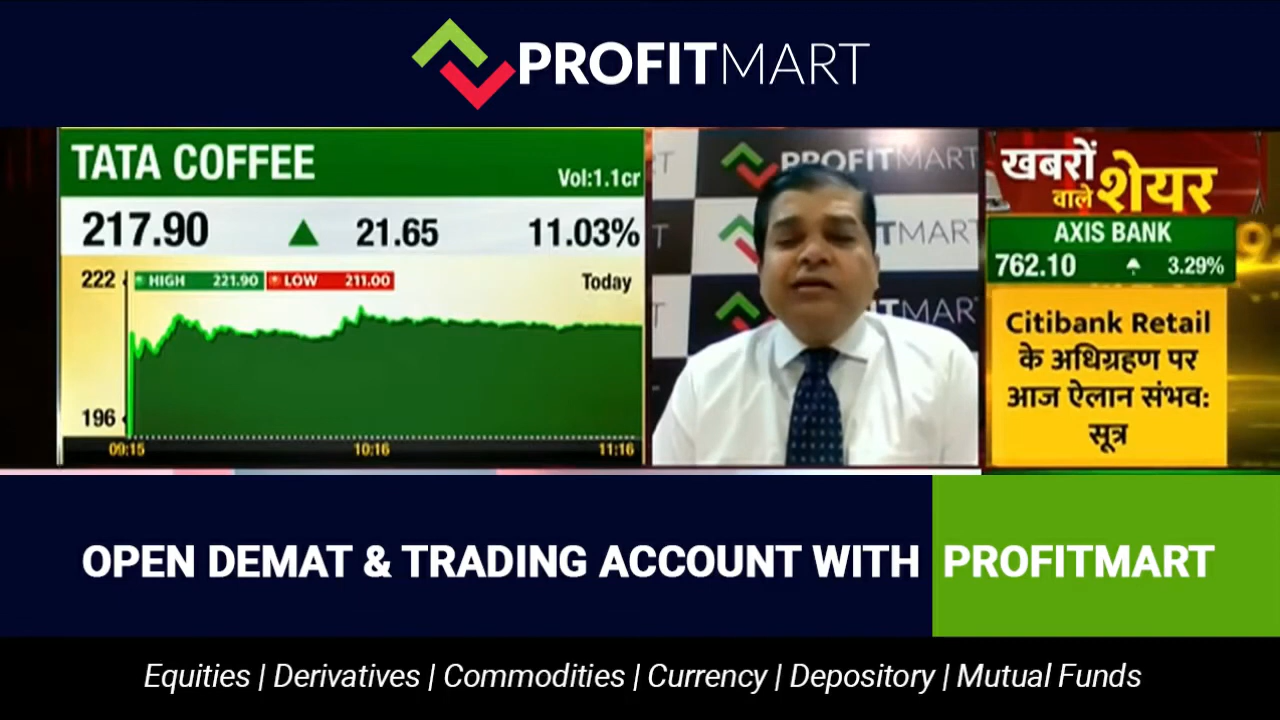 PROFITMART
TATA COFFEE
Vol:1.1cr
217.90 ▲ 21.65 11.03%
222
HIGH 221.90 LOW 211.00
Today
196
09:15 10:16 11:16
PROFITMART
T
TMART
T
PROFITMART
T
खबरों
वाले शेयर
AXIS BANK
762.10 3.29%
Citibank Retail
के अधिग्रहण पर
आज ऐलान संभव:
सूत्र
OPEN DEMAT & TRADING ACCOUNT WITH PROFITMART
Equities | Derivatives | Commodities | Currency | Depository | Mutual Funds